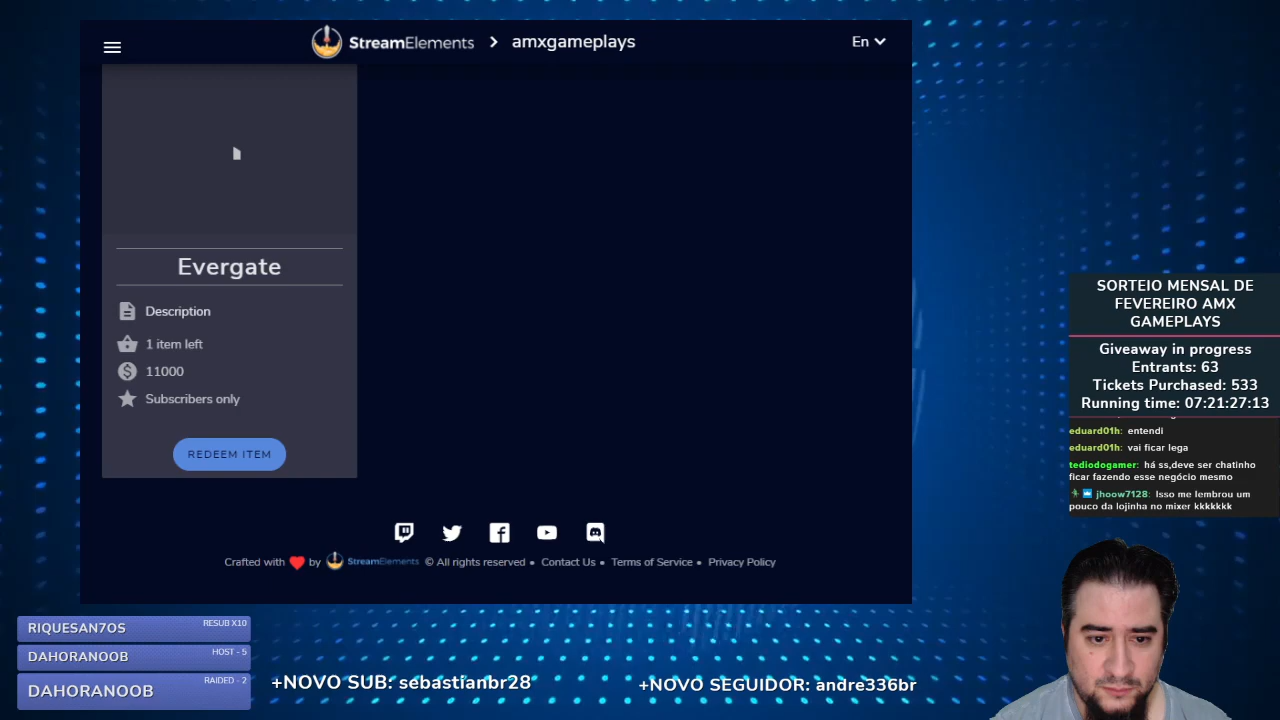 StreamElements > amxgameplays
En
Evergate
Description
1 item left
11000
Subscribers only
REDEEM ITEM
Crafted with ❤ by StreamElements © All rights reserved • Contact Us • Terms of Service • Privacy Policy
SORTEIO MENSAL DE
FEVEREIRO AMX
GAMEPLAYS
Giveaway in progress
Entrants: 63
Tickets Purchased: 533
Running time: 07:21:27:13
eduard01h: entendi
eduard01h: vai ficar lega
tediodogamer: há ss,deve ser chatinho
ficar fazendo esse negócio mesmo
jhoow7128: Isso me lembrou um
pouco da lojinha no mixer kkkkkkk
RIQUESAN7OS RESUB X10
DAHORANOOB HOST - 5
DAHORANOOB RAIDED - 2
+NOVO SUB: sebastianbr28
+NOVO SEGUIDOR: andre336br